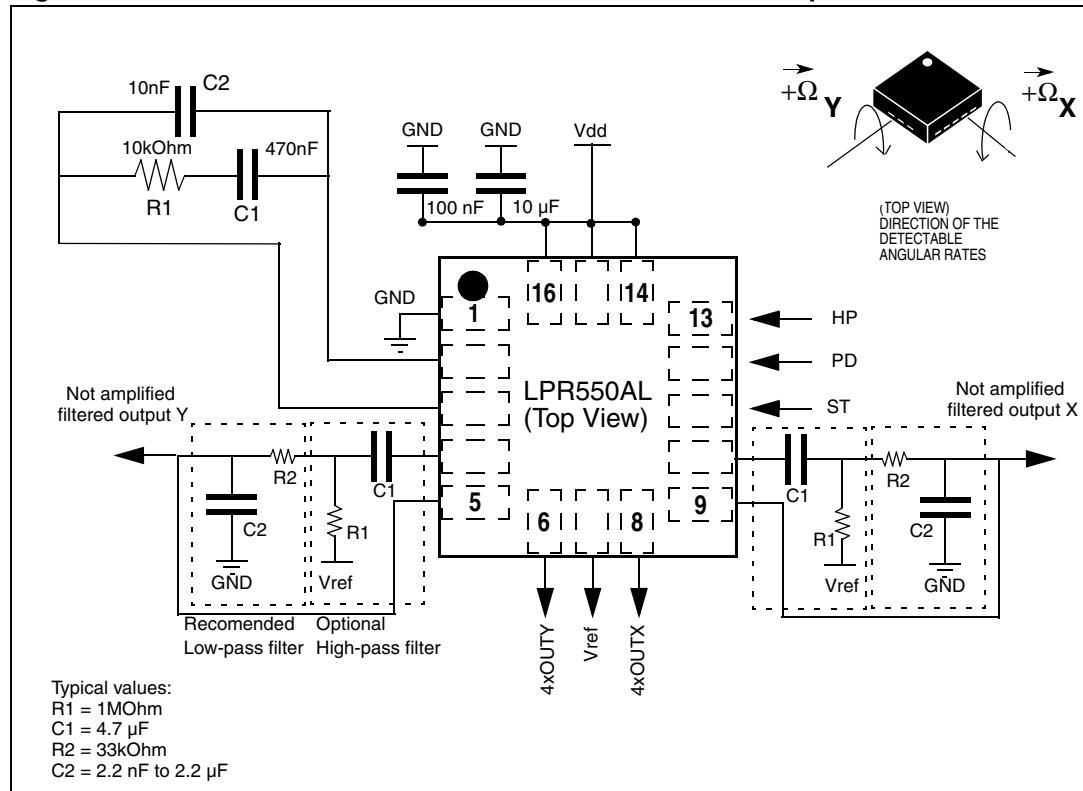 10nF
C2
10kOhm
470nF
R1
C1
GND
GND
Vdd
100 nF
10 µF
+Ω Y
+Ω X
(TOP VIEW)
DIRECTION OF THE
DETECTABLE
ANGULAR RATES
GND
1
16
14
13
HP
PD
ST
LPR550AL
(Top View)
Not amplified
filtered output Y
Not amplified
filtered output X
R2
C1
C2
R1
GND
Vref
5
6
8
9
C1
R2
R1
C2
Vref
GND
Recomended
Low-pass filter
Optional
High-pass filter
4xOUTY
Vref
4xOUTX
Typical values:
R1 = 1MOhm
C1 = 4.7 µF
R2 = 33kOhm
C2 = 2.2 nF to 2.2 µF